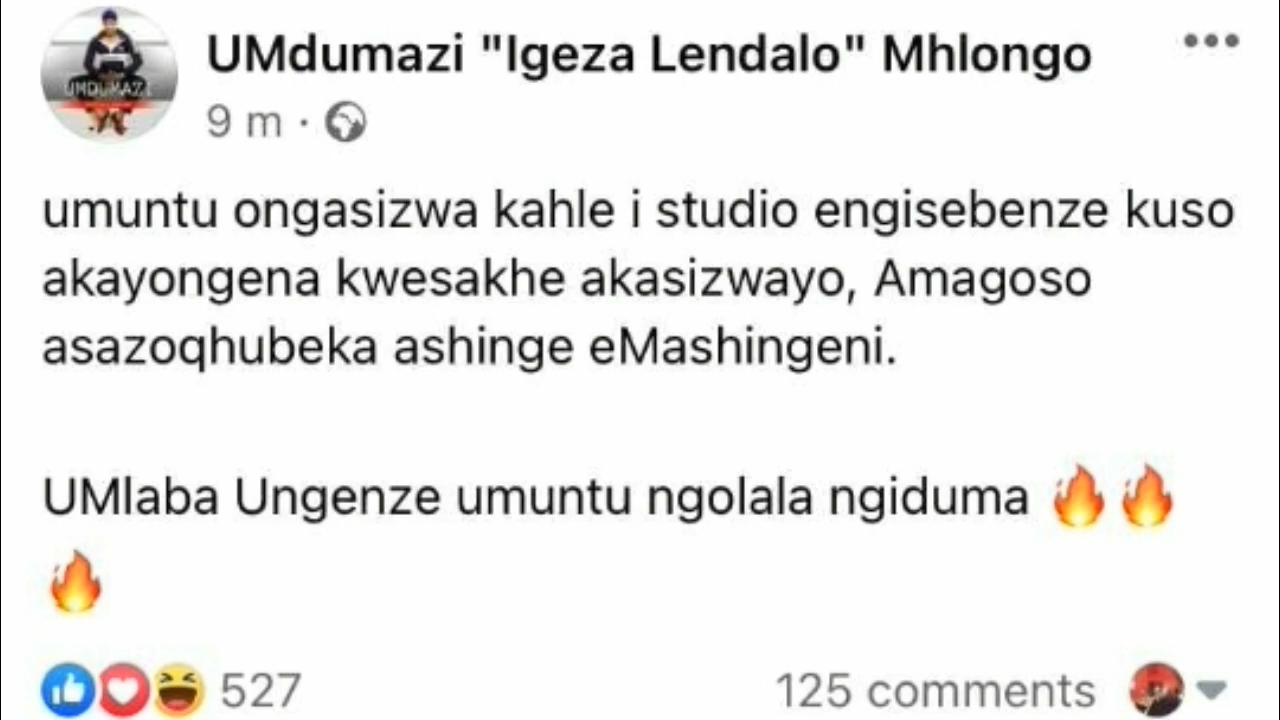 UMDUMAZI
UMdumazi "Igeza Lendalo" Mhlongo
9 m ·
umuntu ongasizwa kahle i studio engisebenze kuso
akayongena kwesakhe akasizwayo, Amagoso
asazoqhubeka ashinge eMashingeni.
UMlaba Ungenze umuntu ngolala ngiduma 🔥🔥
🔥
527
125 comments